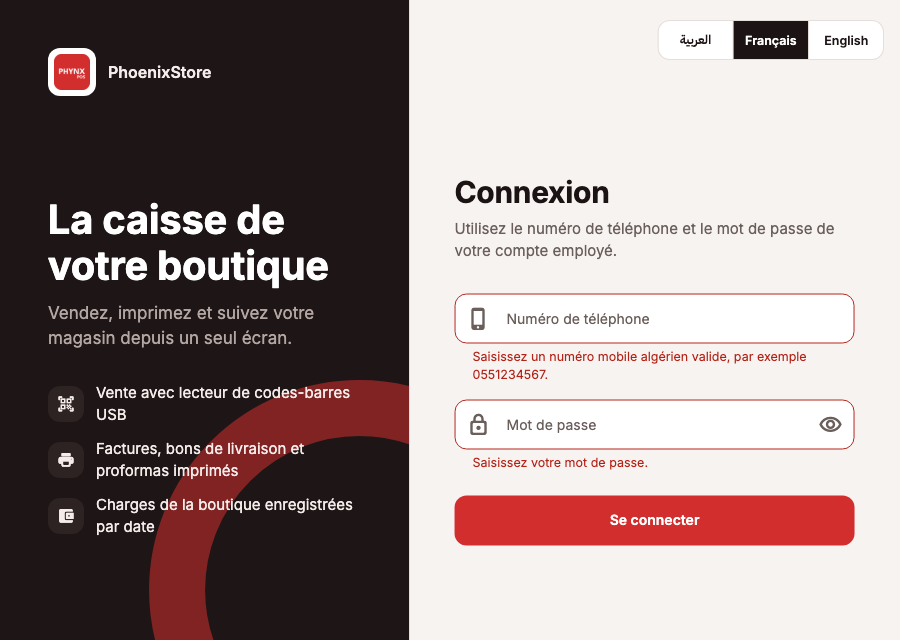 PHYNX
POS
PhoenixStore
العربية
Français
English
La caisse de
votre boutique
Vendez, imprimez et suivez votre
magasin depuis un seul écran.
Vente avec lecteur de codes-barres
USB
Factures, bons de livraison et
proformas imprimés
Charges de la boutique enregistrées
par date
Connexion
Utilisez le numéro de téléphone et le mot de passe de
votre compte employé.
Numéro de téléphone
Saisissez un numéro mobile algérien valide, par exemple
0551234567.
Mot de passe
Saisissez votre mot de passe.
Se connecter